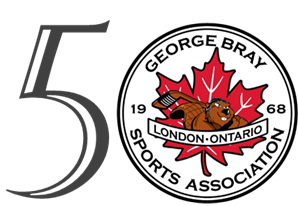 5
GEORGE BRAY
19 68
LONDON · ONTARIO
SPORTS ASSOCIATION